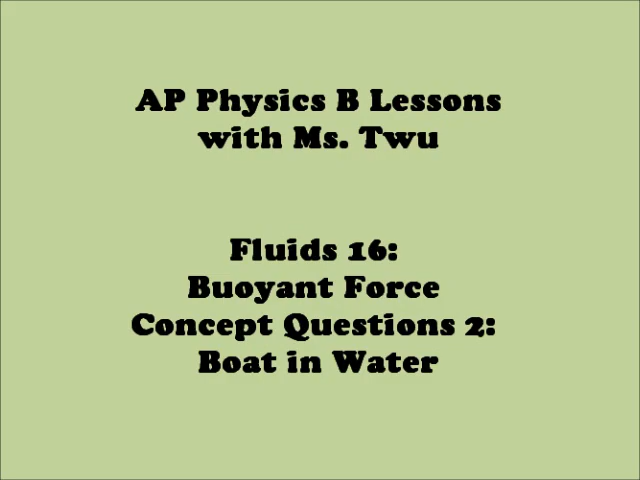 AP Physics B Lessons
with Ms. Twu
Fluids 16:
Buoyant Force
Concept Questions 2:
Boat in Water